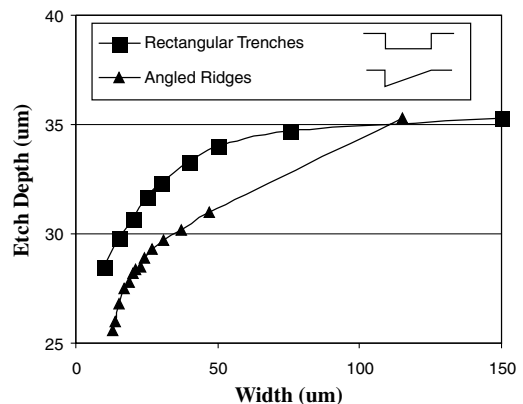 40
35
30
25
Etch Depth (um)
Rectangular Trenches
Angled Ridges
0
50
100
150
Width (um)